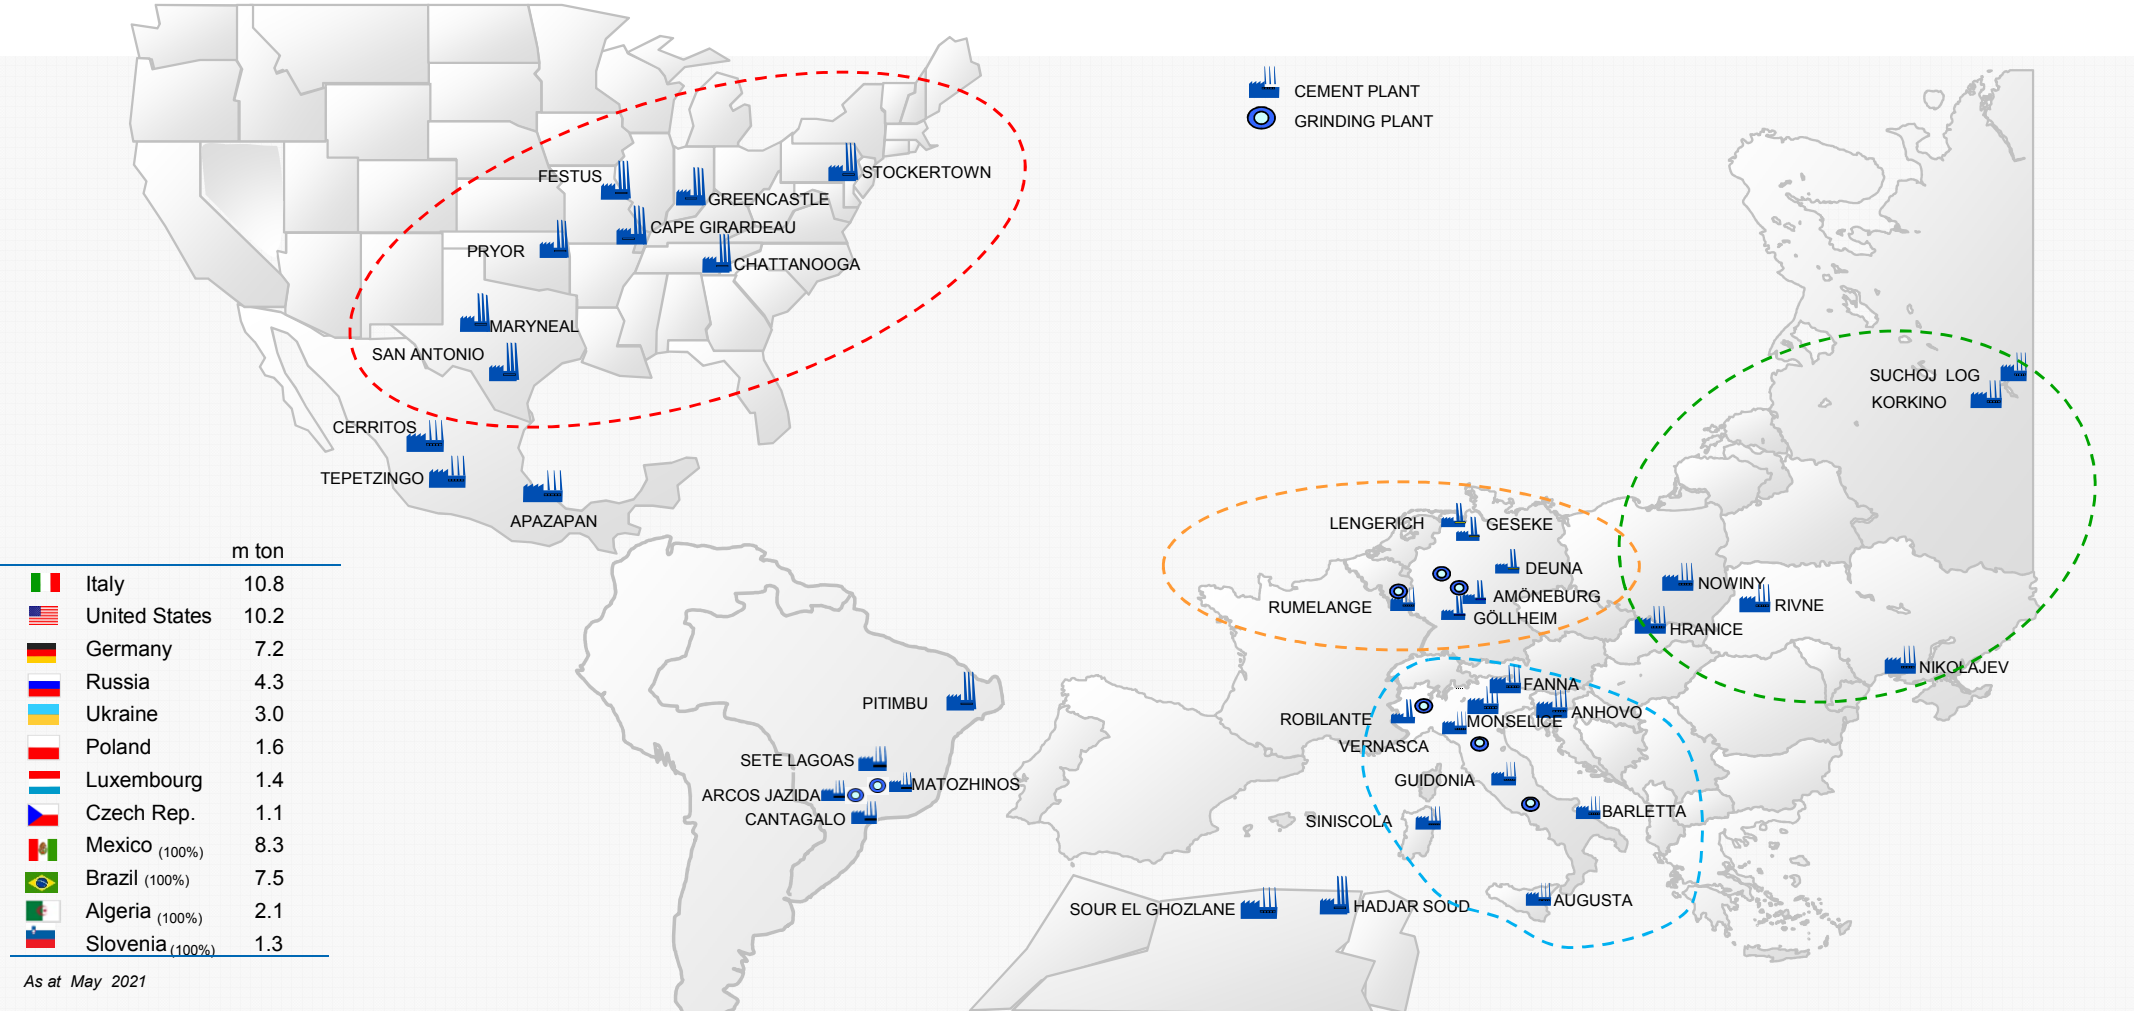 CEMENT PLANT
GRINDING PLANT
STOCKERTOWN
FESTUS
GREENCASTLE
CAPE GIRARDEAU
PRYOR
CHATTANOOGA
MARYNEAL
SAN ANTONIO
CERRITOS
TEPETZINGO
APAZAPAN
SUCHOJ LOG
KORKINO
LENGERICH
GESEKE
DEUNA
AMÖNEBURG
RUMELANGE
GÖLLHEIM
NOWINY
RIVNE
HRANICE
NIKOLAJEV
PITIMBU
SETE LAGOAS
MATOZHINOS
ARCOS JAZIDA
CANTAGALO
FANNA
ROBILANTE
MONSELICE
ANHOVO
VERNASCA
GUIDONIA
BARLETTA
SINISCOLA
AUGUSTA
SOUR EL GHOZLANE
HADJAR SOUD
m ton
Italy 10.8
United States 10.2
Germany 7.2
Russia 4.3
Ukraine 3.0
Poland 1.6
Luxembourg 1.4
Czech Rep. 1.1
Mexico (100%) 8.3
Brazil (100%) 7.5
Algeria (100%) 2.1
Slovenia (100%) 1.3
As at May 2021